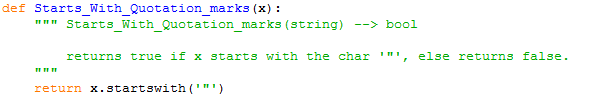 def Starts_With_Quotation_marks(x):
    """ Starts_With_Quotation_marks(string) --> bool
        returns true if x starts with the char '"', else returns false.
    """
    return x.startswith('"')